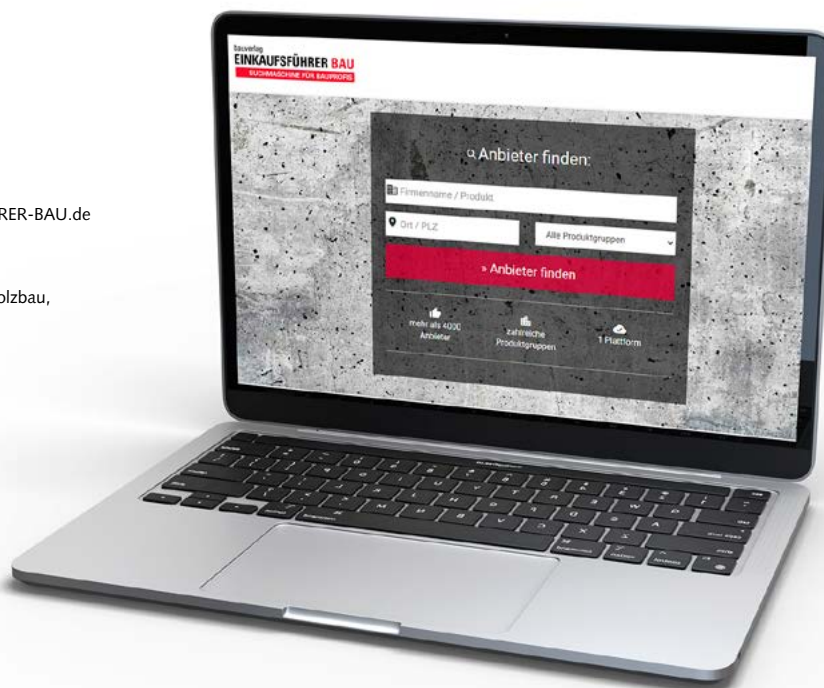 RER-BAU.de
olzbau,
bauverlag
EINKAUFSFÜHRER BAU
SUCHMASCHINE FÜR BAUPROFIS
Anbieter finden:
Firmenname / Produkt
Ort / PLZ
Alle Produktgruppen
» Anbieter finden
mehr als 4000
Anbieter
zahlreiche
Produktgruppen
1 Plattform